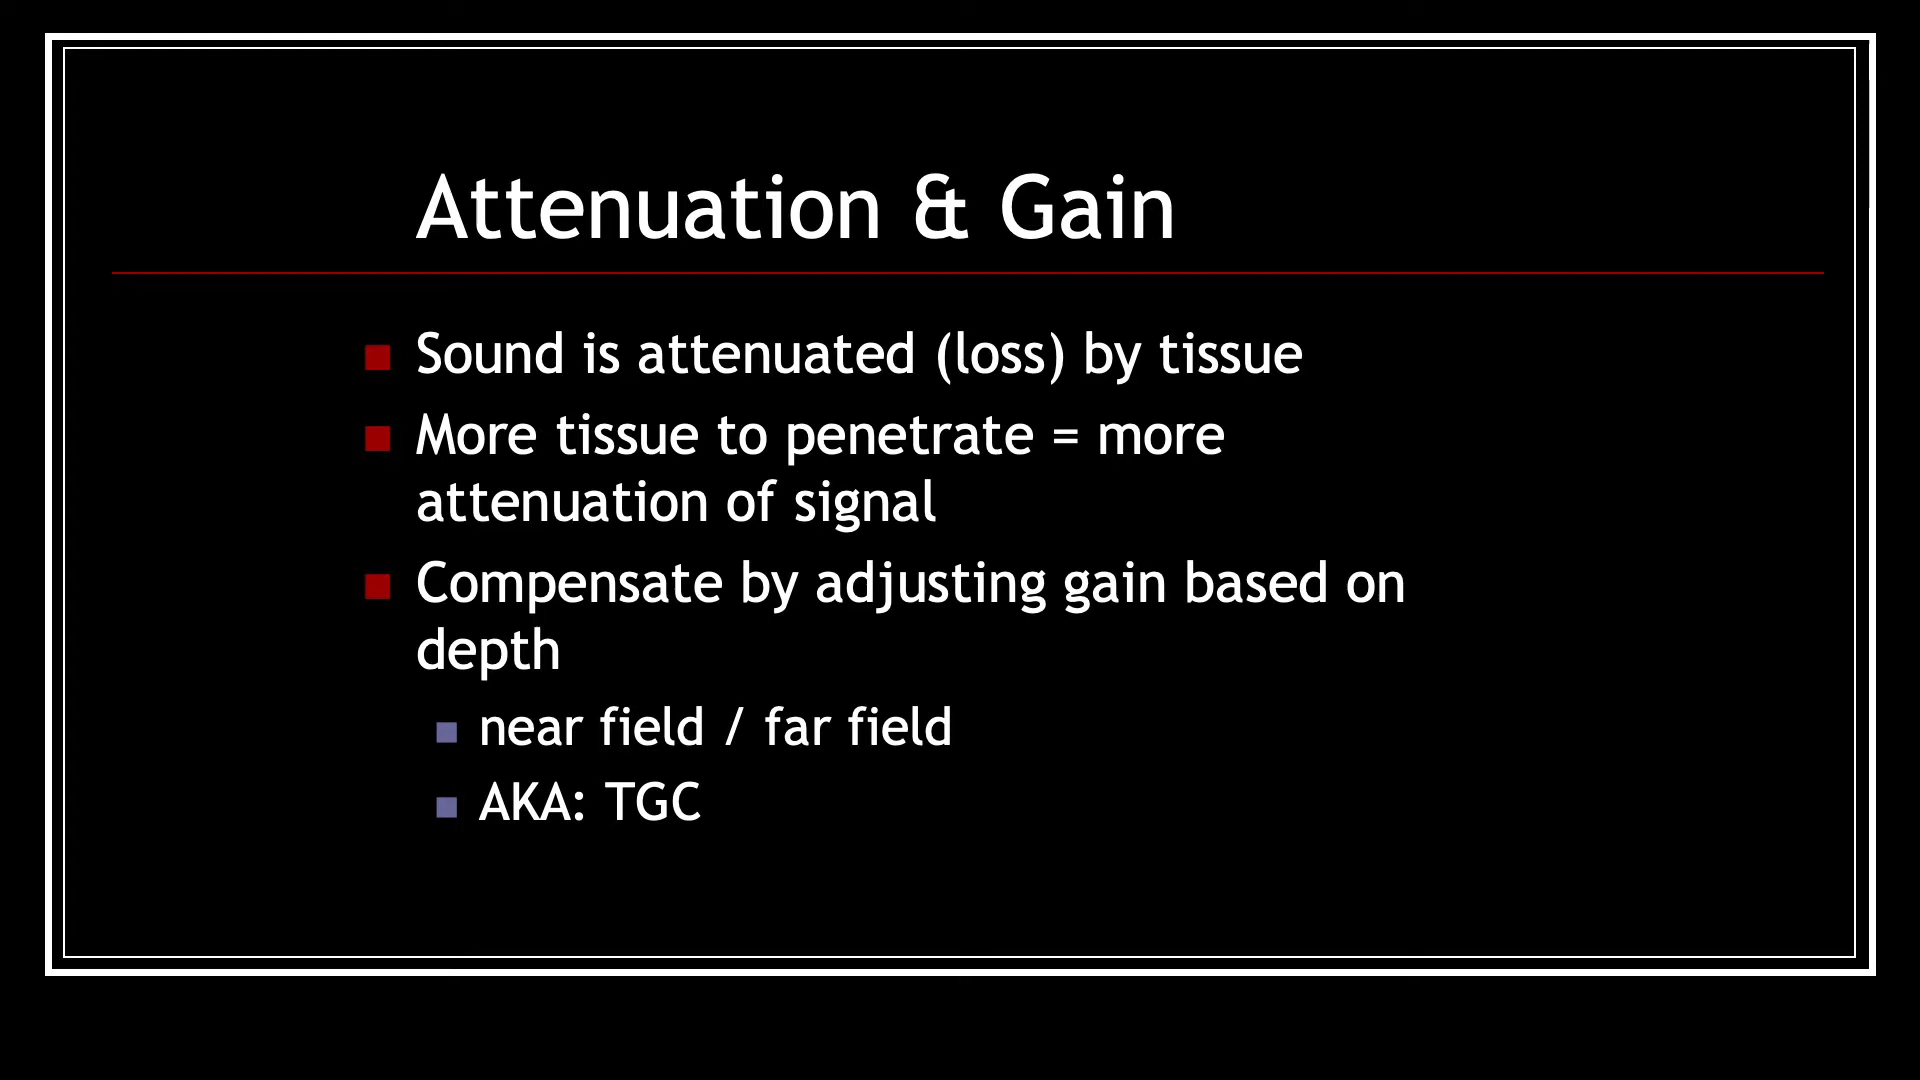 Attenuation & Gain
Sound is attenuated (loss) by tissue
More tissue to penetrate = more
attenuation of signal
Compensate by adjusting gain based on
depth
near field / far field
AKA: TGC